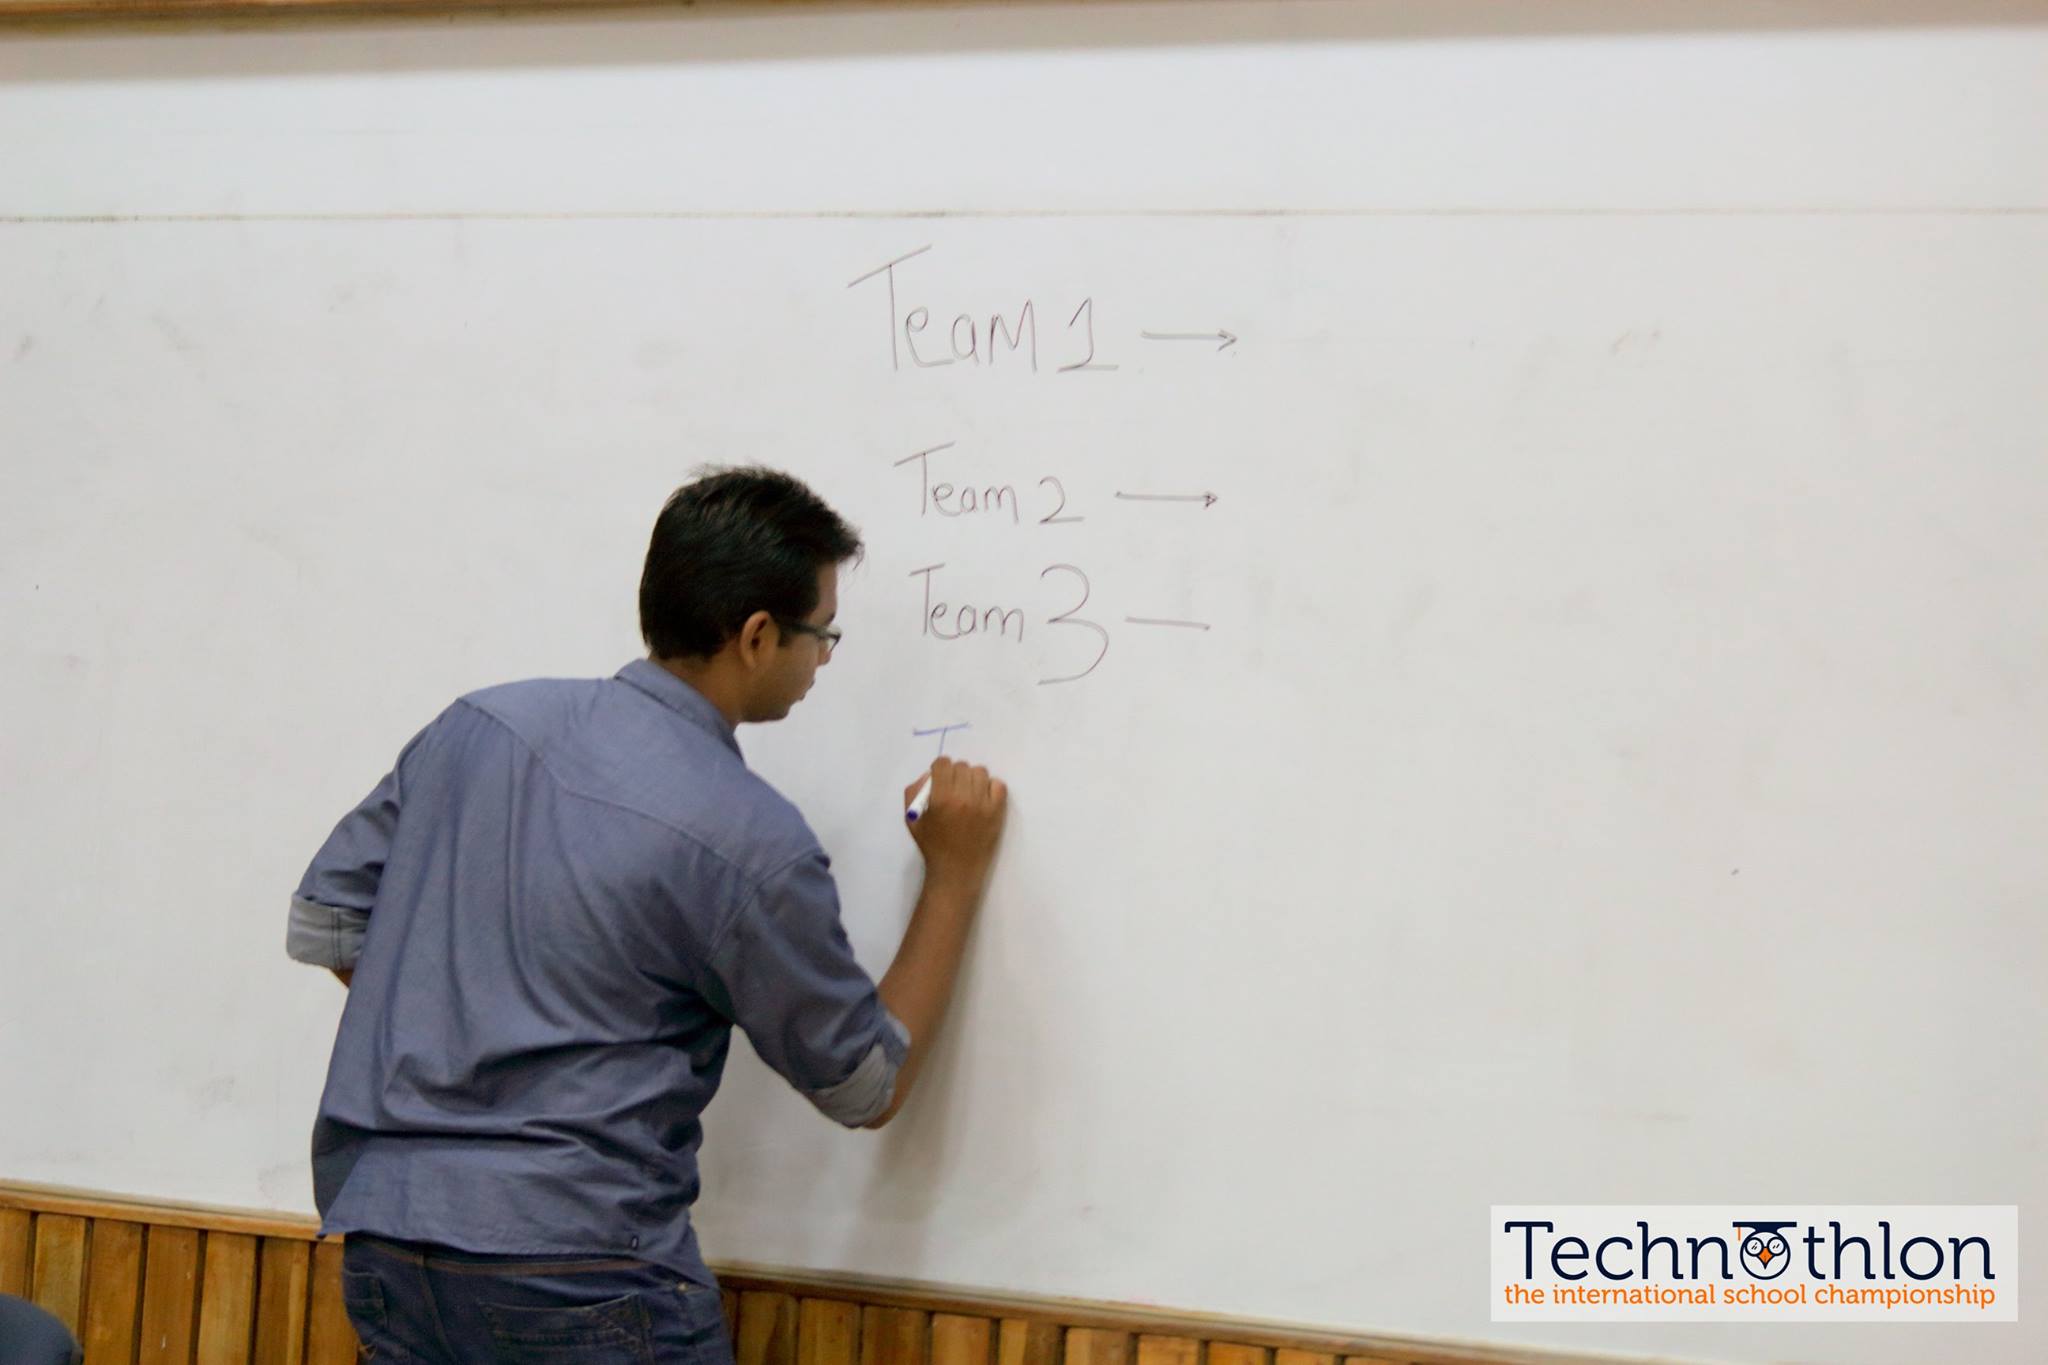 Team 1 →
Team 2 →
Team 3 —
T
Technothlon
the international school championship